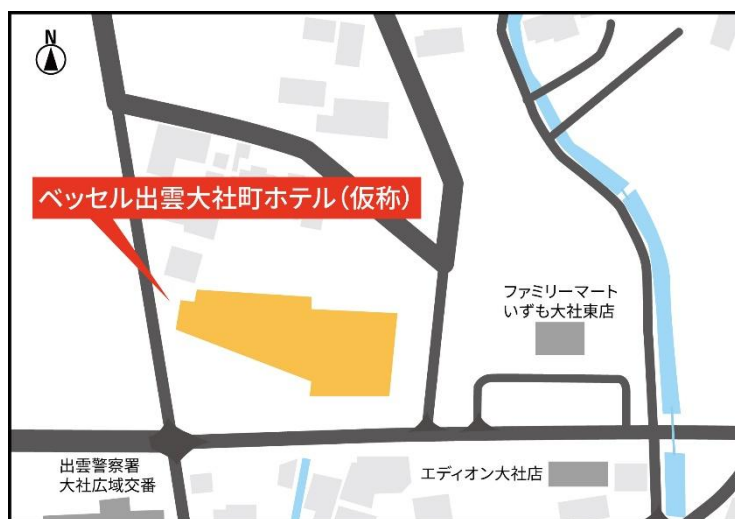 N
ベッセル出雲大社町ホテル（仮称）
ファミリーマート
いずも大社東店
出雲警察署
大社広域交番
エディオン大社店